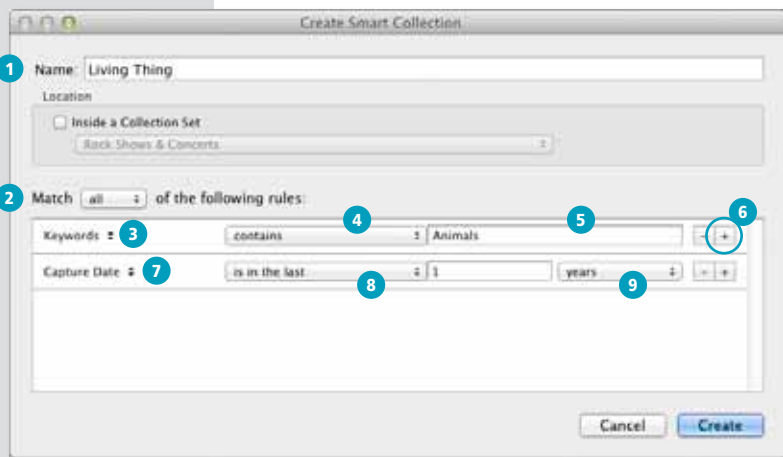 Create Smart Collection
1 Name: Living Thing
Location
Inside a Collection Set
Rock Shows & Concerts
2 Match all of the following rules:
4 5 6
Keywords 3 contains Animals - +
Capture Date 7 is in the last 1 years - +
8 9
Cancel Create